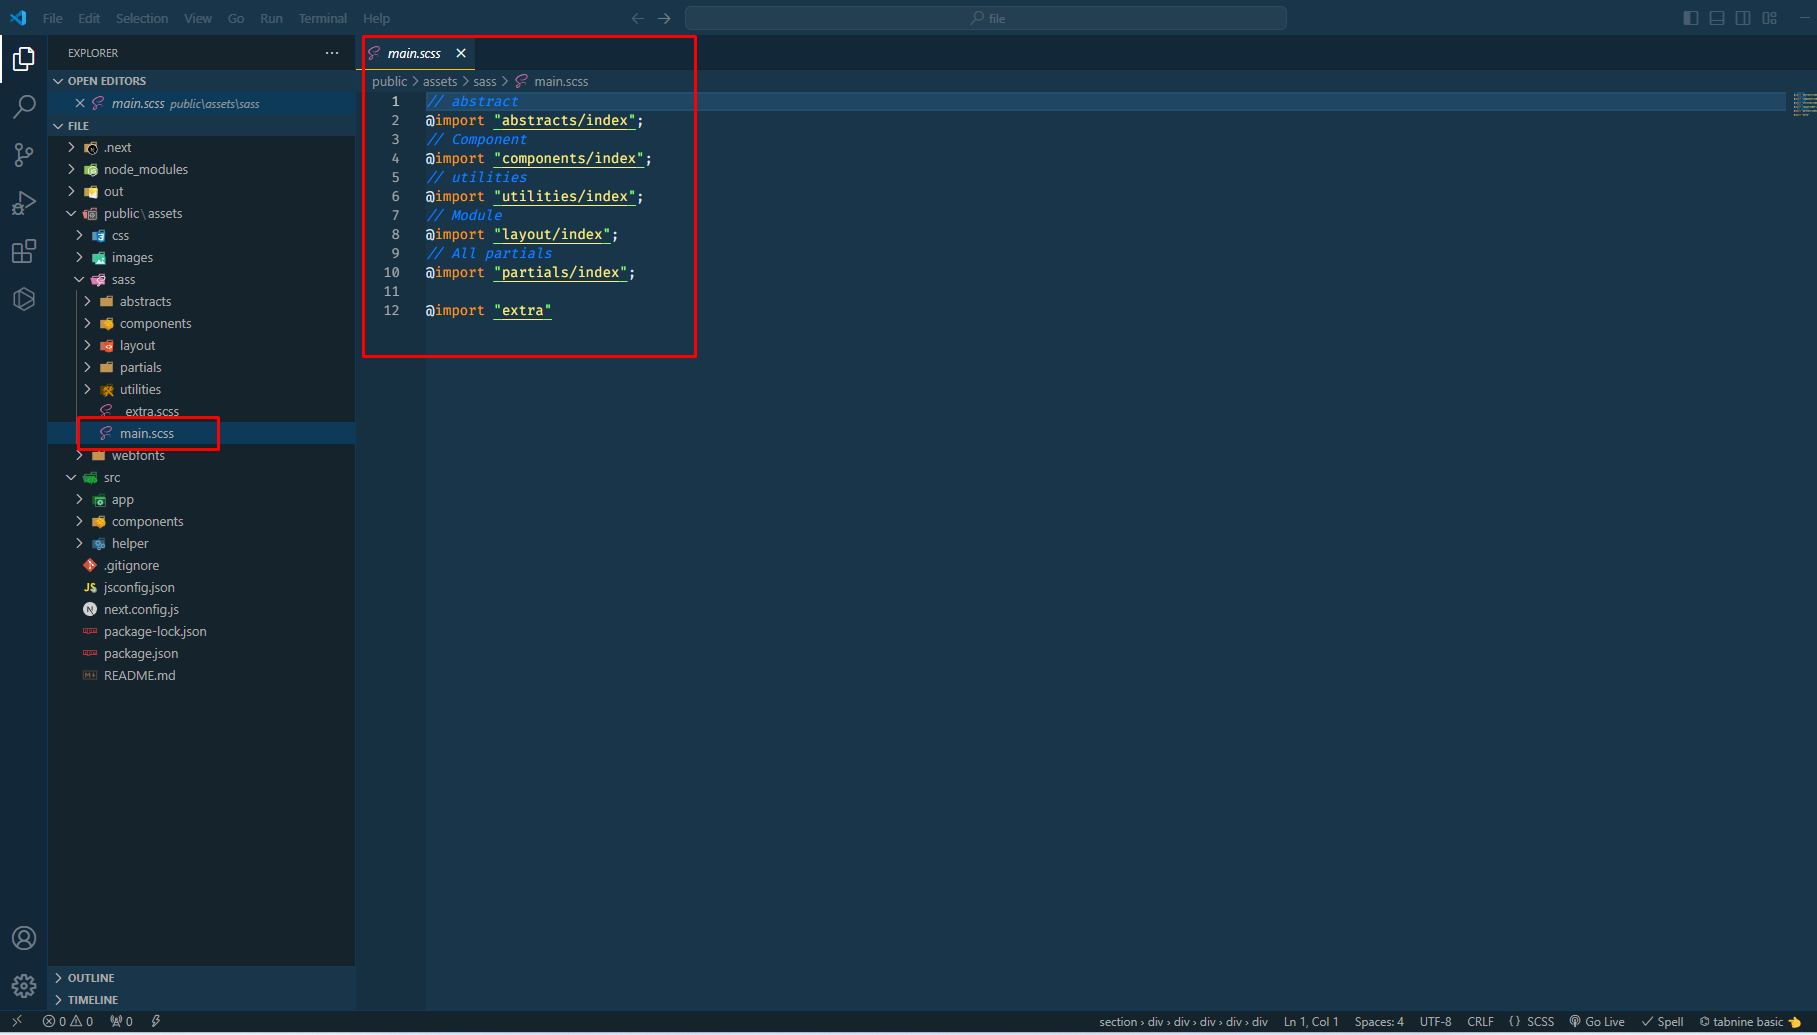 File Edit Selection View Go Run Terminal Help
file
EXPLORER
OPEN EDITORS
main.scss public\assets\sass
FILE
.next
node_modules
out
public\assets
css
images
sass
abstracts
components
layout
partials
utilities
_extra.scss
main.scss
webfonts
src
app
components
helper
.gitignore
jsconfig.json
next.config.js
package-lock.json
package.json
README.md
OUTLINE
TIMELINE
main.scss
public > assets > sass > main.scss
1 // abstract
2 @import "abstracts/index";
3 // Component
4 @import "components/index";
5 // utilities
6 @import "utilities/index";
7 // Module
8 @import "layout/index";
9 // All partials
10 @import "partials/index";
11
12 @import "extra"
0 0 0 section › div › div › div › div › div Ln 1, Col 1 Spaces: 4 UTF-8 CRLF {} SCSS Go Live Spell tabnine basic